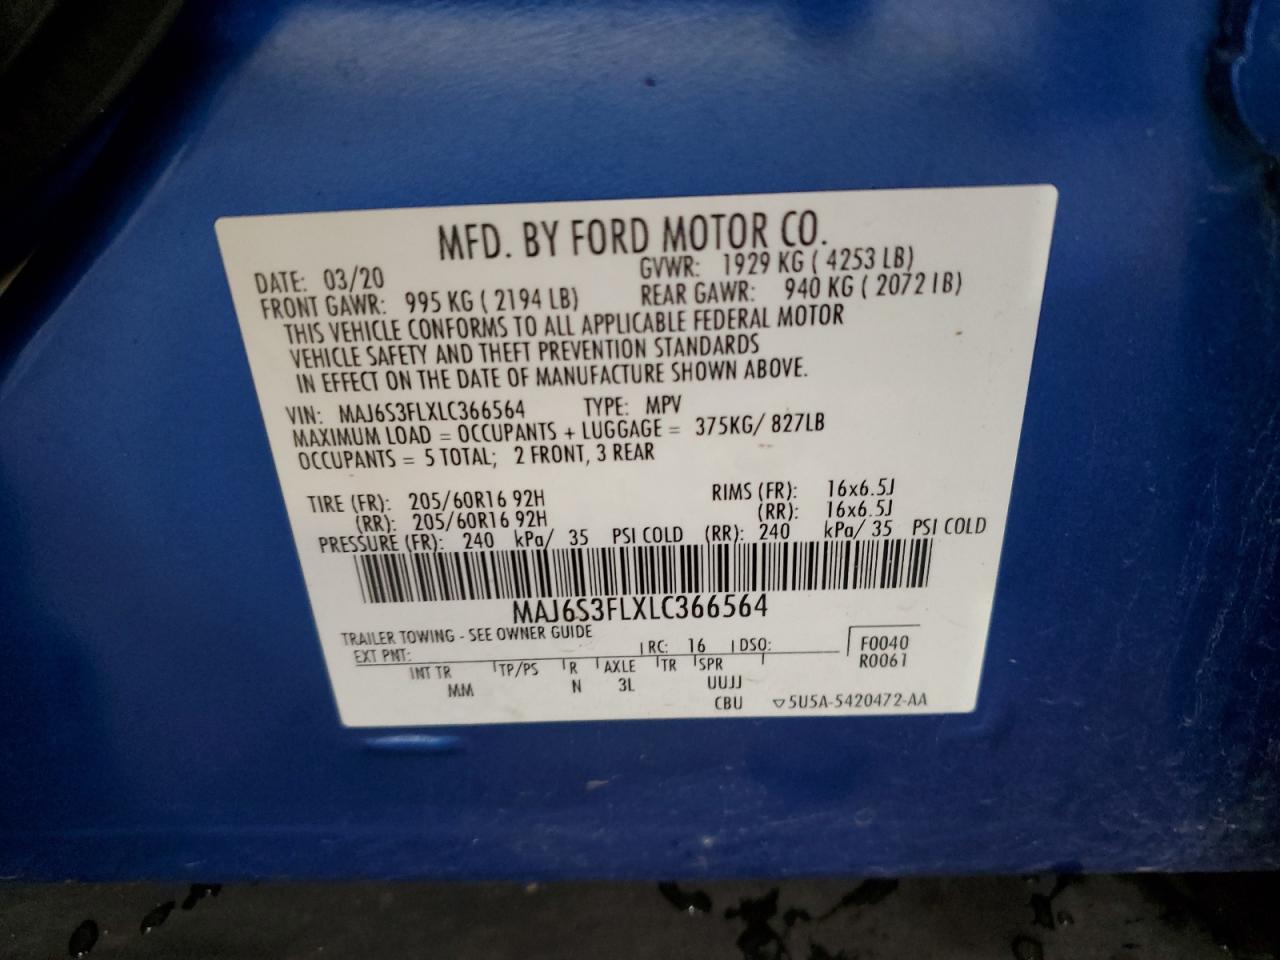 MFD. BY FORD MOTOR CO.
DATE: 03/20 GVWR: 1929 KG ( 4253 LB)
FRONT GAWR: 995 KG ( 2194 LB) REAR GAWR: 940 KG ( 2072 LB)
THIS VEHICLE CONFORMS TO ALL APPLICABLE FEDERAL MOTOR
VEHICLE SAFETY AND THEFT PREVENTION STANDARDS
IN EFFECT ON THE DATE OF MANUFACTURE SHOWN ABOVE.
VIN: MAJ6S3FLXLC366564 TYPE: MPV
MAXIMUM LOAD = OCCUPANTS + LUGGAGE = 375KG/ 827LB
OCCUPANTS = 5 TOTAL; 2 FRONT, 3 REAR
TIRE (FR): 205/60R16 92H RIMS (FR): 16x6.5J
(RR): 205/60R16 92H (RR): 16x6.5J
PRESSURE (FR): 240 kPa/ 35 PSI COLD (RR): 240 kPa/ 35 PSI COLD
MAJ6S3FLXLC366564
TRAILER TOWING - SEE OWNER GUIDE
EXT PNT: RC: 16 DSO: F0040
R0061
INT TR TP/PS R AXLE TR SPR
MM N 3L UUJJ
CBU ▽5U5A-5420472-AA